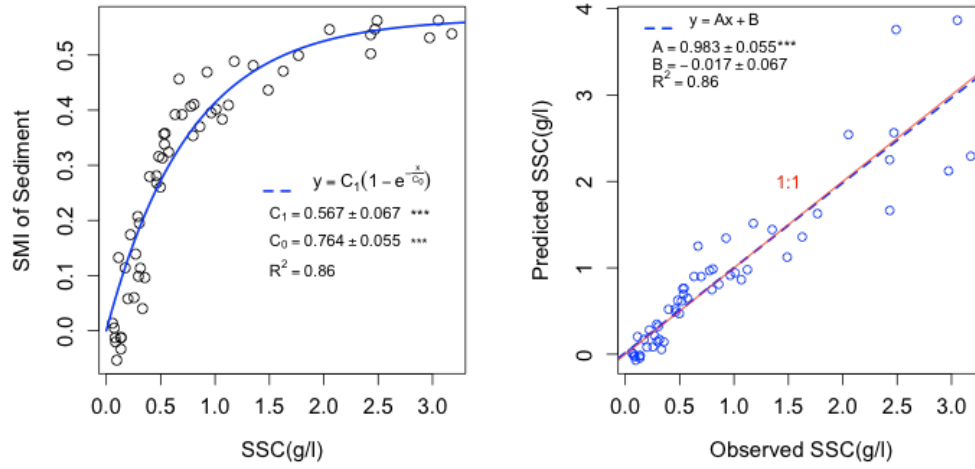 SMI of Sediment
0.0 0.1 0.2 0.3 0.4 0.5
y = C₁(1 − e^(−x/C₀))
C₁ = 0.567 ± 0.067 ***
C₀ = 0.764 ± 0.055 ***
R² = 0.86
0.0 0.5 1.0 1.5 2.0 2.5 3.0
SSC(g/l)
Predicted SSC(g/l)
0 1 2 3 4
y = Ax + B
A = 0.983 ± 0.055***
B = − 0.017 ± 0.067
R² = 0.86
1:1
0.0 0.5 1.0 1.5 2.0 2.5 3.0
Observed SSC(g/l)